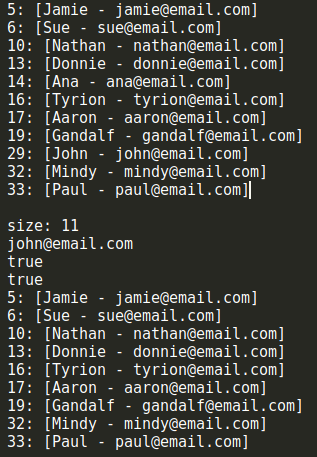 5: [Jamie - jamie@email.com]
6: [Sue - sue@email.com]
10: [Nathan - nathan@email.com]
13: [Donnie - donnie@email.com]
14: [Ana - ana@email.com]
16: [Tyrion - tyrion@email.com]
17: [Aaron - aaron@email.com]
19: [Gandalf - gandalf@email.com]
29: [John - john@email.com]
32: [Mindy - mindy@email.com]
33: [Paul - paul@email.com]
size: 11
john@email.com
true
true
5: [Jamie - jamie@email.com]
6: [Sue - sue@email.com]
10: [Nathan - nathan@email.com]
13: [Donnie - donnie@email.com]
16: [Tyrion - tyrion@email.com]
17: [Aaron - aaron@email.com]
19: [Gandalf - gandalf@email.com]
32: [Mindy - mindy@email.com]
33: [Paul - paul@email.com]